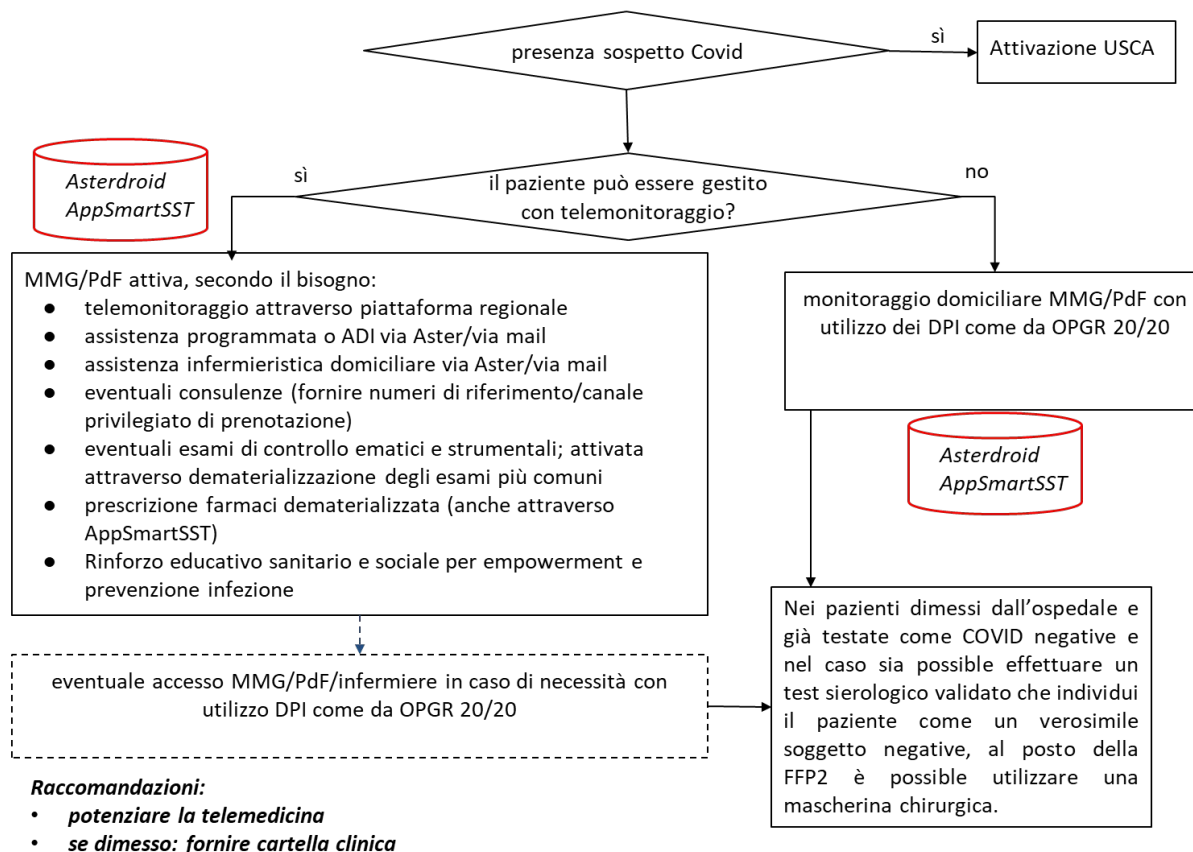 presenza sospetto Covid
sì
Attivazione USCA
Asterdroid
AppSmartSST
sì
il paziente può essere gestito
con telemonitoraggio?
no
MMG/PdF attiva, secondo il bisogno:
● telemonitoraggio attraverso piattaforma regionale
● assistenza programmata o ADI via Aster/via mail
● assistenza infermieristica domiciliare via Aster/via mail
● eventuali consulenze (fornire numeri di riferimento/canale
privilegiato di prenotazione)
● eventuali esami di controllo ematici e strumentali; attivata
attraverso dematerializzazione degli esami più comuni
● prescrizione farmaci dematerializzata (anche attraverso
AppSmartSST)
● Rinforzo educativo sanitario e sociale per empowerment e
prevenzione infezione
monitoraggio domiciliare MMG/PdF con
utilizzo dei DPI come da OPGR 20/20
Asterdroid
AppSmartSST
eventuale accesso MMG/PdF/infermiere in caso di necessità con
utilizzo DPI come da OPGR 20/20
Nei pazienti dimessi dall'ospedale e
già testate come COVID negative e
nel caso sia possible effettuare un
test sierologico validato che individui
il paziente come un verosimile
soggetto negative, al posto della
FFP2 è possible utilizzare una
mascherina chirurgica.
Raccomandazioni:
• potenziare la telemedicina
• se dimesso: fornire cartella clinica